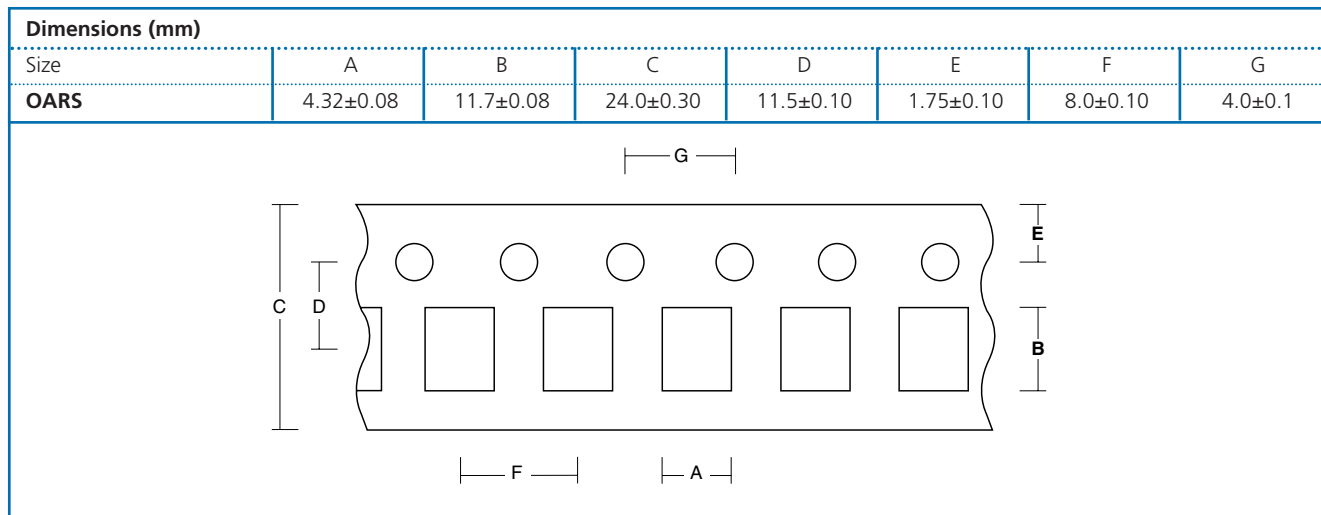 Dimensions (mm)
Size A B C D E F G
OARS 4.32±0.08 11.7±0.08 24.0±0.30 11.5±0.10 1.75±0.10 8.0±0.10 4.0±0.1
G
E
C D
B
F A